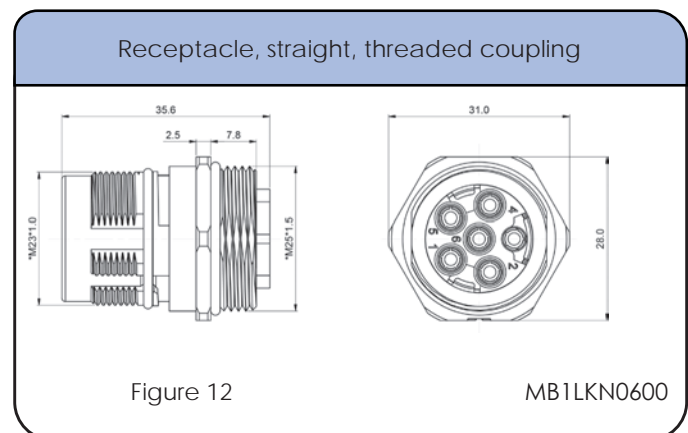 Receptacle, straight, threaded coupling
35.6
2.5
7.8
*M23*1.0
*M25*1.5
31.0
28.0
4
5
6
1
2
Figure 12
MB1LKN0600